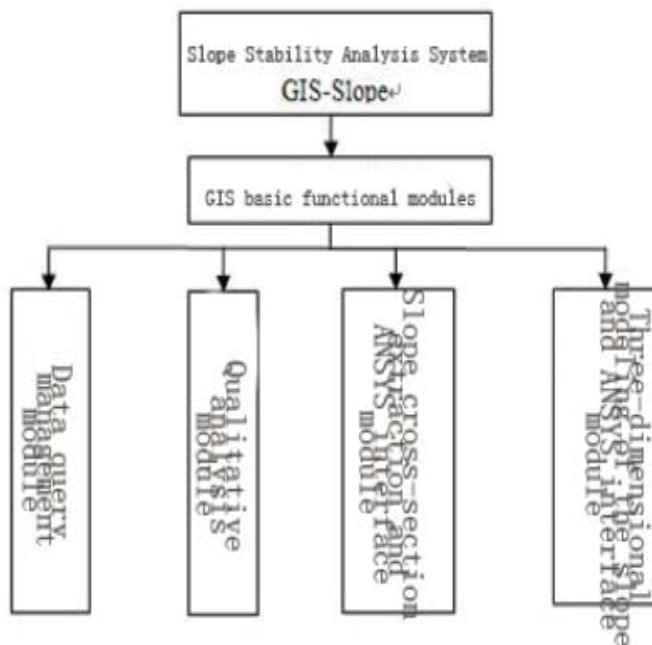 Slope Stability Analysis System
GIS-Slope↵
GIS basic functional modules
Data query
management
module
Qualitative
analysis
module
Slope cross-section
extraction and
ANSYS interface
module
Three-dimensional
modeling of the slope
and ANSYS interface
module